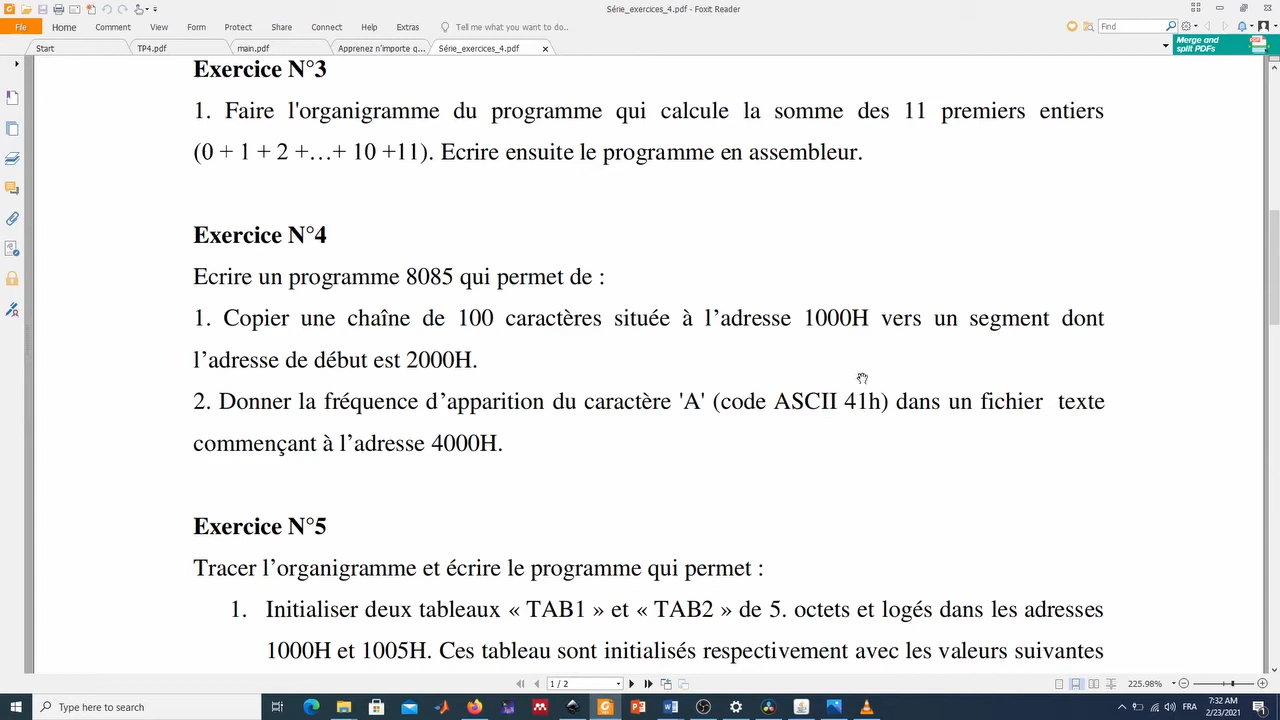 Série_exercices_4.pdf - Foxit Reader
File Home Comment View Form Protect Share Connect Help Extras Tell me what you want to do.. Find
Start TP4.pdf main.pdf Apprenez n'importe q... Série_exercices_4.pdf
Merge and
split PDFs
Exercice N°3
1. Faire l'organigramme du programme qui calcule la somme des 11 premiers entiers
(0 + 1 + 2 +…+ 10 +11). Ecrire ensuite le programme en assembleur.
Exercice N°4
Ecrire un programme 8085 qui permet de :
1. Copier une chaîne de 100 caractères située à l’adresse 1000H vers un segment dont
l’adresse de début est 2000H.
2. Donner la fréquence d’apparition du caractère 'A' (code ASCII 41h) dans un fichier texte
commençant à l’adresse 4000H.
Exercice N°5
Tracer l’organigramme et écrire le programme qui permet :
1. Initialiser deux tableaux « TAB1 » et « TAB2 » de 5. octets et logés dans les adresses
1000H et 1005H. Ces tableau sont initialisés respectivement avec les valeurs suivantes
1 / 2 225.98%
Type here to search FRA 7:32 AM
2/23/2021